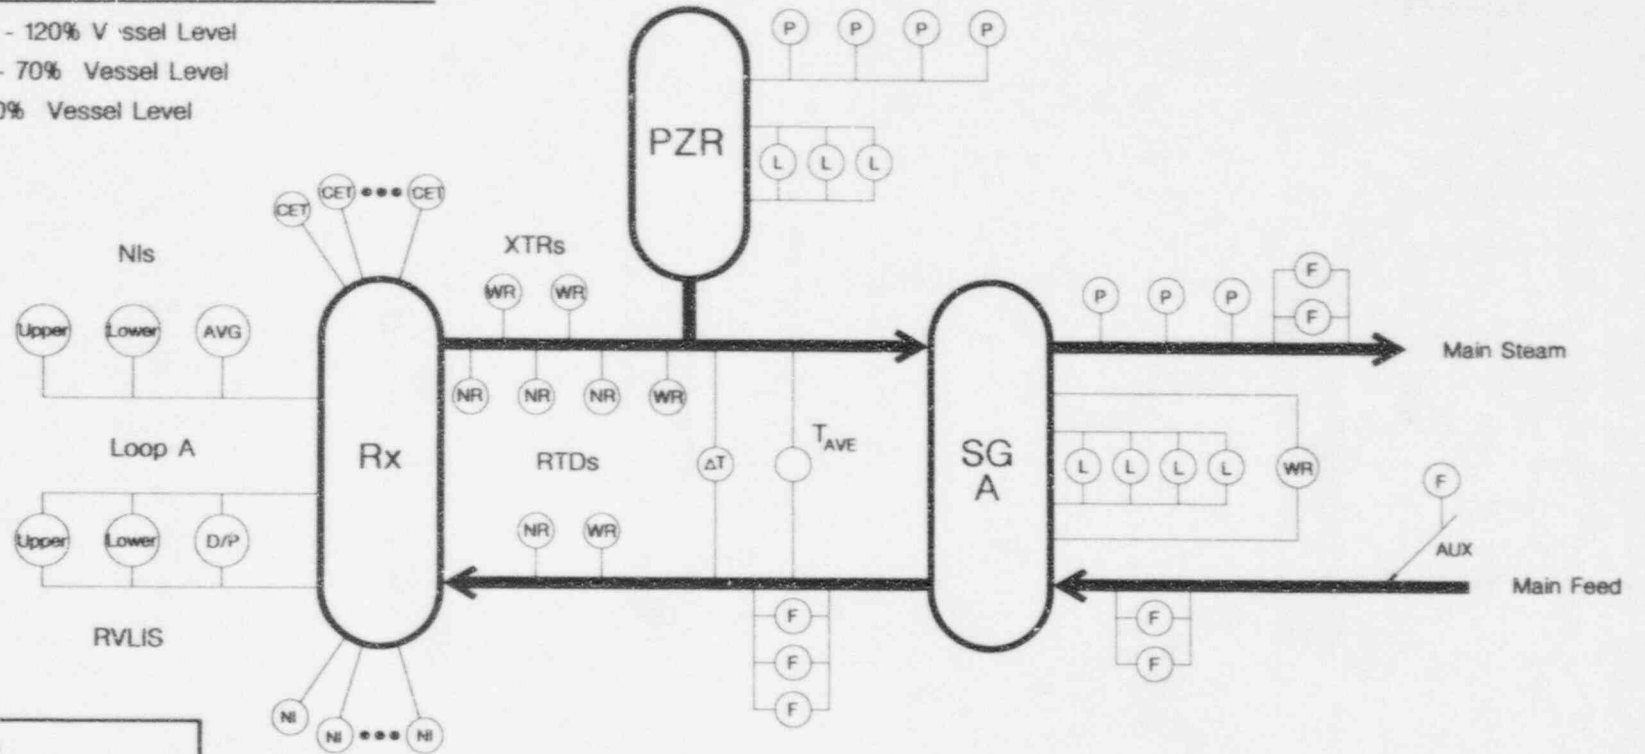 - 120% V ssel Level
- 70% Vessel Level
0% Vessel Level
P P P P
PZR
L L L
CET CET ••• CET
NIs
XTRs
WR WR
Upper Lower AVG
NR NR NR WR
P P P F
F
Main Steam
Loop A
Rx
RTDs
ΔT
TAVE
SG
A
L L L L WR
F
Upper Lower D/P
NR WR
AUX
Main Feed
RVLIS
F
F
F
F
F
NI NI ••• NI